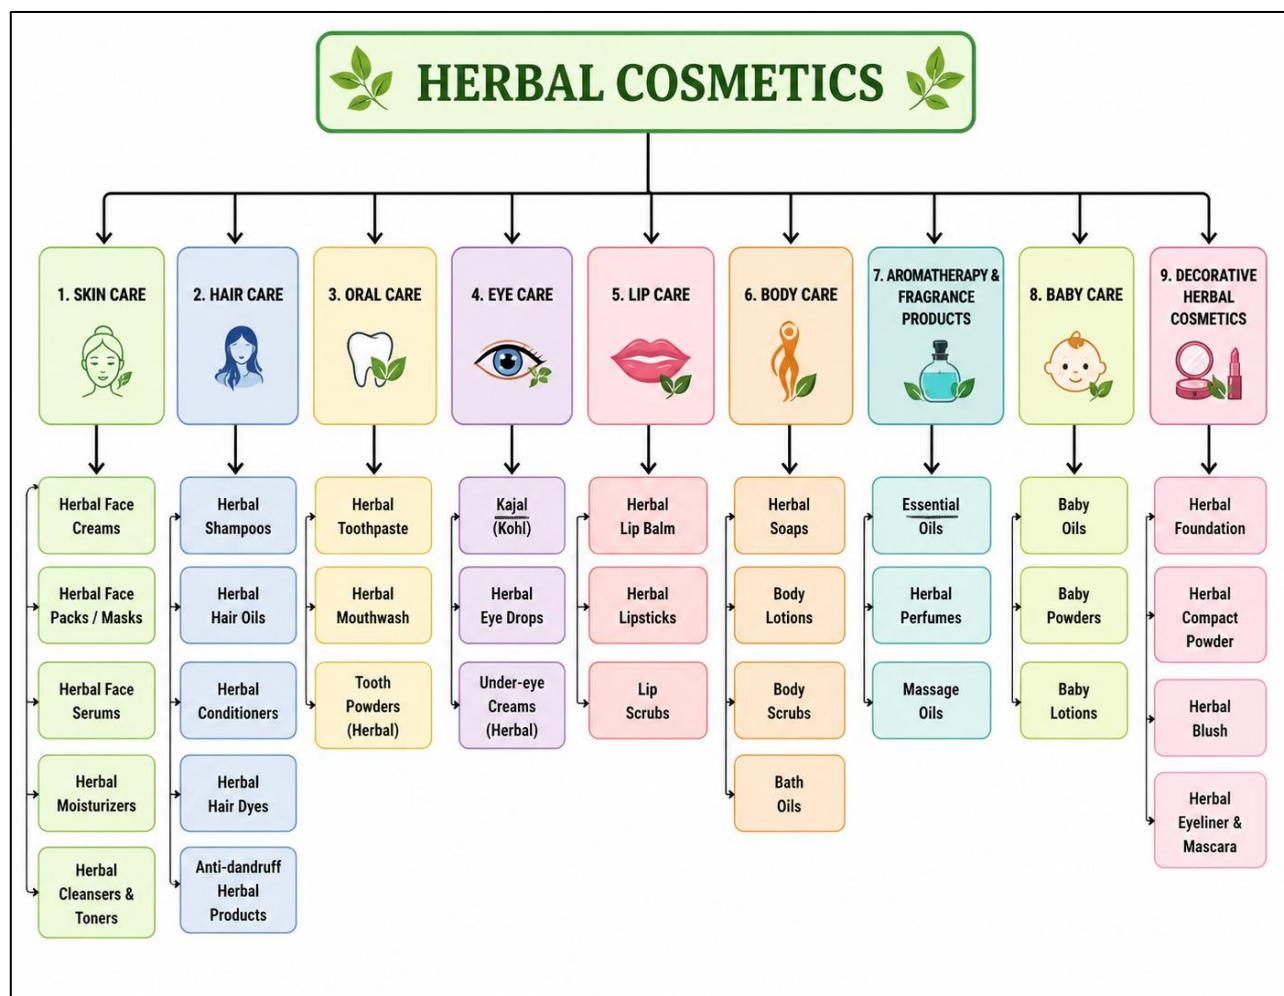 HERBAL COSMETICS
1. SKIN CARE
2. HAIR CARE
3. ORAL CARE
4. EYE CARE
5. LIP CARE
6. BODY CARE
7. AROMATHERAPY &
FRAGRANCE
PRODUCTS
8. BABY CARE
9. DECORATIVE
HERBAL
COSMETICS
Herbal Face
Creams
Herbal Face
Packs / Masks
Herbal Face
Serums
Herbal
Moisturizers
Herbal
Cleansers &
Toners
Herbal
Shampoos
Herbal
Hair Oils
Herbal
Conditioners
Herbal
Hair Dyes
Anti-dandruff
Herbal
Products
Herbal
Toothpaste
Herbal
Mouthwash
Tooth
Powders
(Herbal)
Kajal
(Kohl)
Herbal
Eye Drops
Under-eye
Creams
(Herbal)
Herbal
Lip Balm
Herbal
Lipsticks
Lip
Scrubs
Herbal
Soaps
Body
Lotions
Body
Scrubs
Bath
Oils
Essential
Oils
Herbal
Perfumes
Massage
Oils
Baby
Oils
Baby
Powders
Baby
Lotions
Herbal
Foundation
Herbal
Compact
Powder
Herbal
Blush
Herbal
Eyeliner &
Mascara